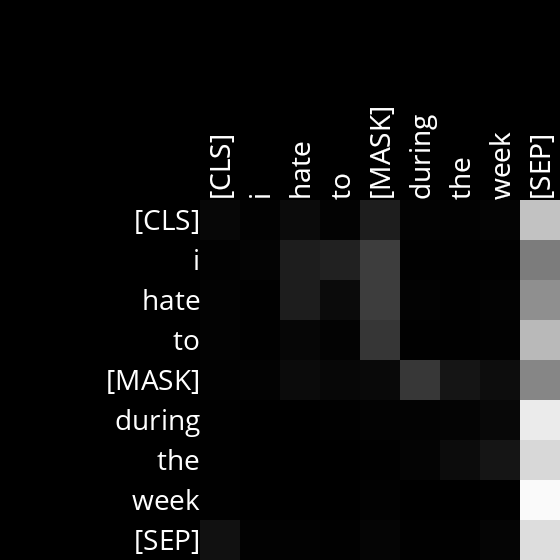 [CLS]
i
hate
to
[MASK]
during
the
week
[SEP]
[CLS]
i
hate
to
[MASK]
during
the
week
[SEP]